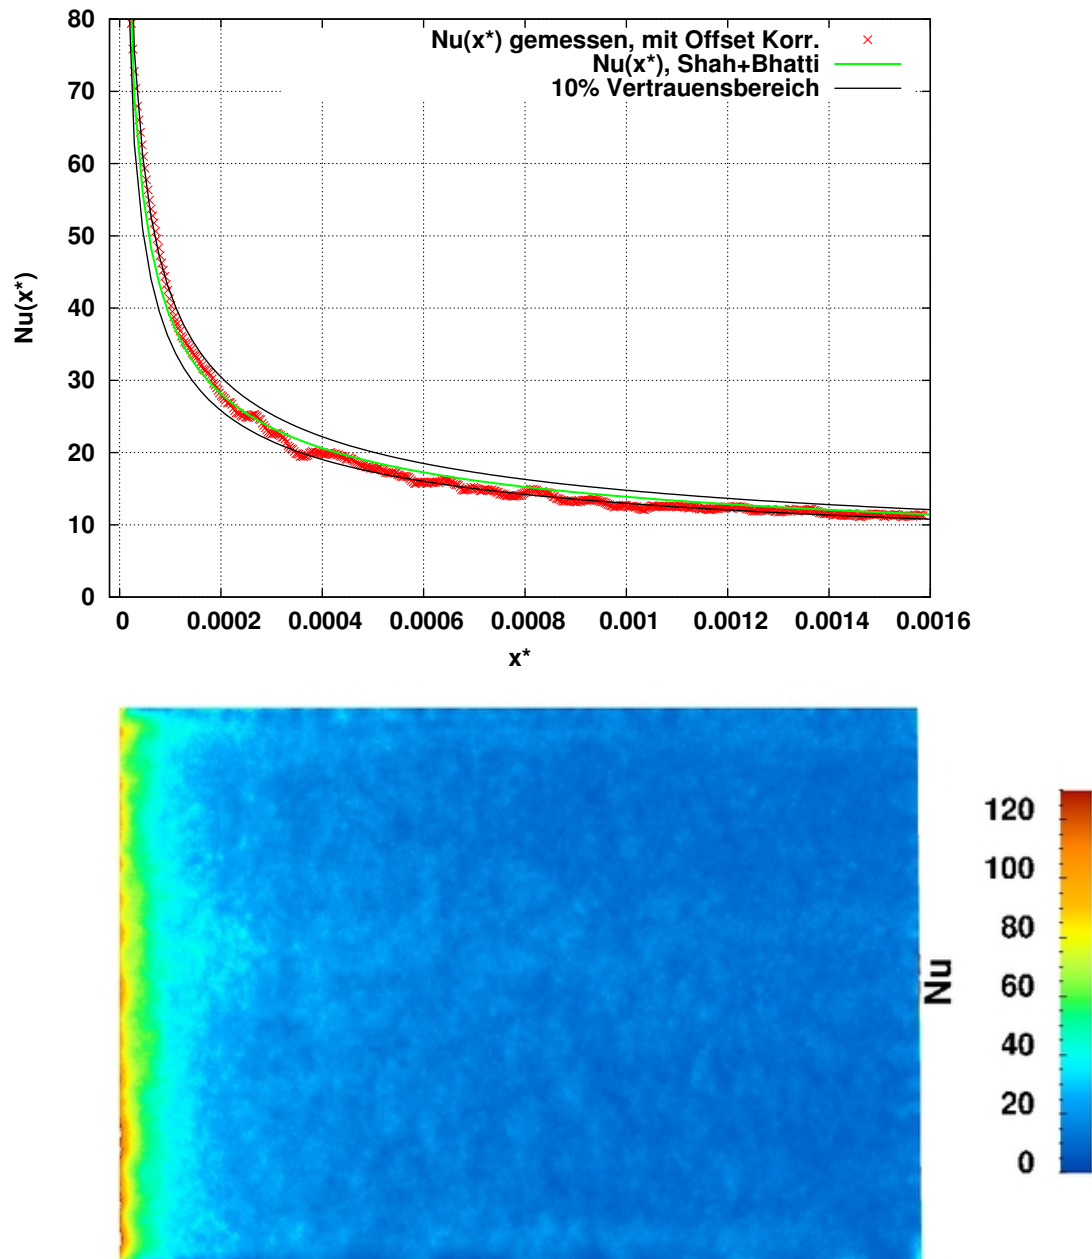 Nu(x*) gemessen, mit Offset Korr.
Nu(x*), Shah+Bhatti
10% Vertrauensbereich
80
70
60
50
40
30
20
10
0
Nu(x*)
0 0.0002 0.0004 0.0006 0.0008 0.001 0.0012 0.0014 0.0016
x*
120
100
80
60
40
20
0
Nu